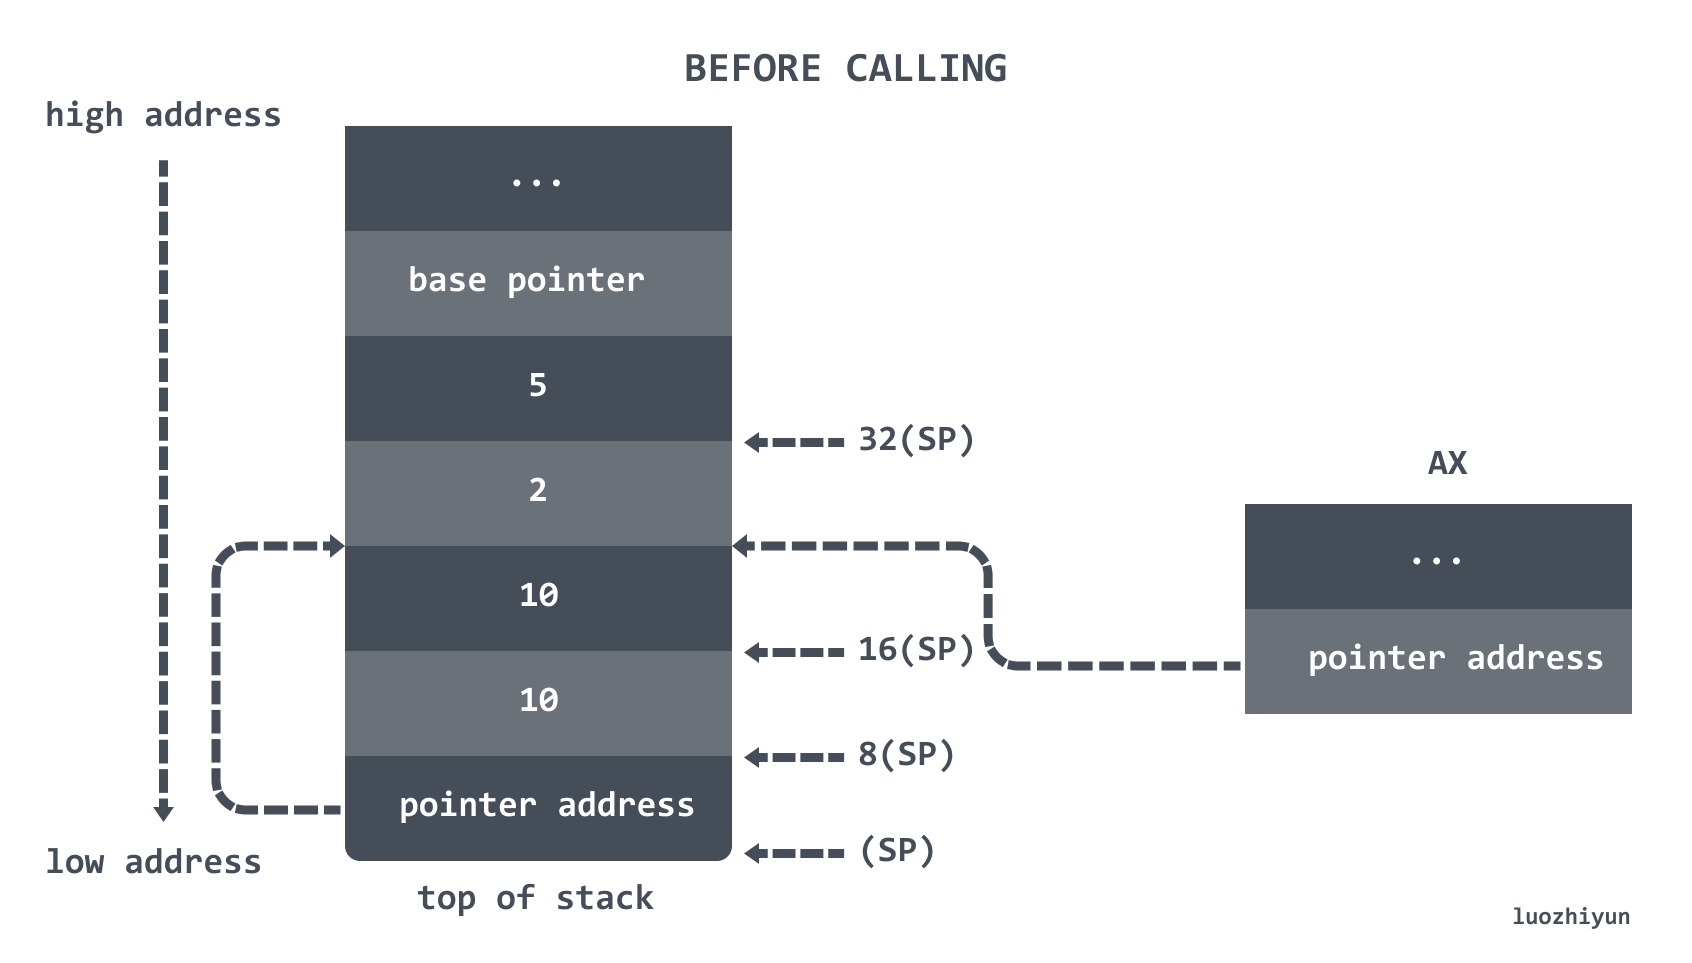 BEFORE CALLING
high address
...
base pointer
5
32(SP)
2
AX
...
10
16(SP)
pointer address
10
8(SP)
pointer address
(SP)
low address
top of stack
luozhiyun